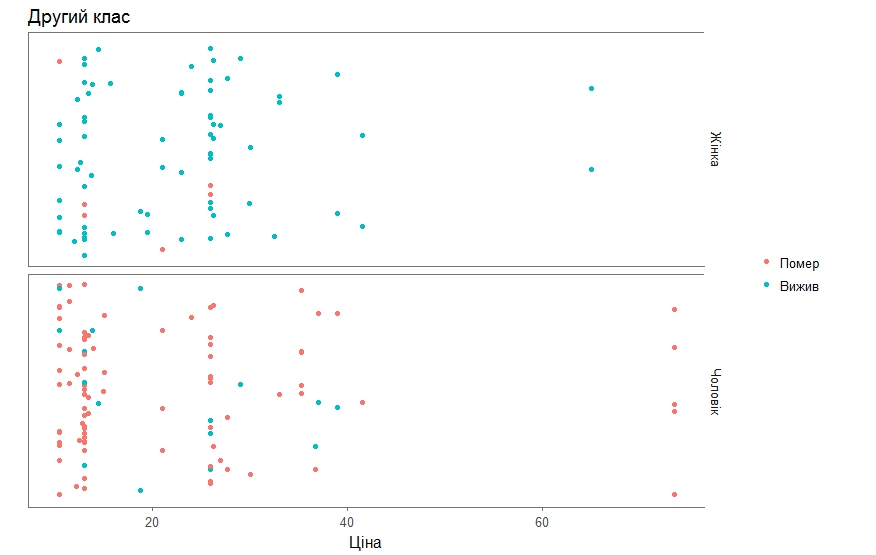 Другий клас
Жінка
Помер
Вижив
Чоловік
20 40 60
Ціна